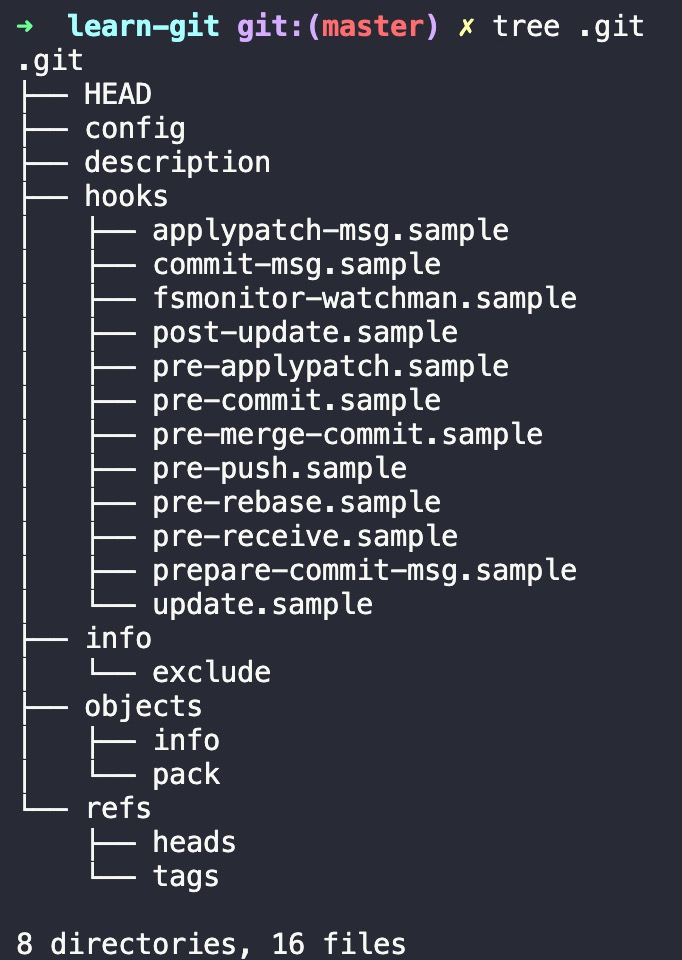 ➜  learn-git git:(master) ✗ tree .git
.git
├── HEAD
├── config
├── description
├── hooks
│   ├── applypatch-msg.sample
│   ├── commit-msg.sample
│   ├── fsmonitor-watchman.sample
│   ├── post-update.sample
│   ├── pre-applypatch.sample
│   ├── pre-commit.sample
│   ├── pre-merge-commit.sample
│   ├── pre-push.sample
│   ├── pre-rebase.sample
│   ├── pre-receive.sample
│   ├── prepare-commit-msg.sample
│   └── update.sample
├── info
│   └── exclude
├── objects
│   ├── info
│   └── pack
└── refs
    ├── heads
    └── tags

8 directories, 16 files